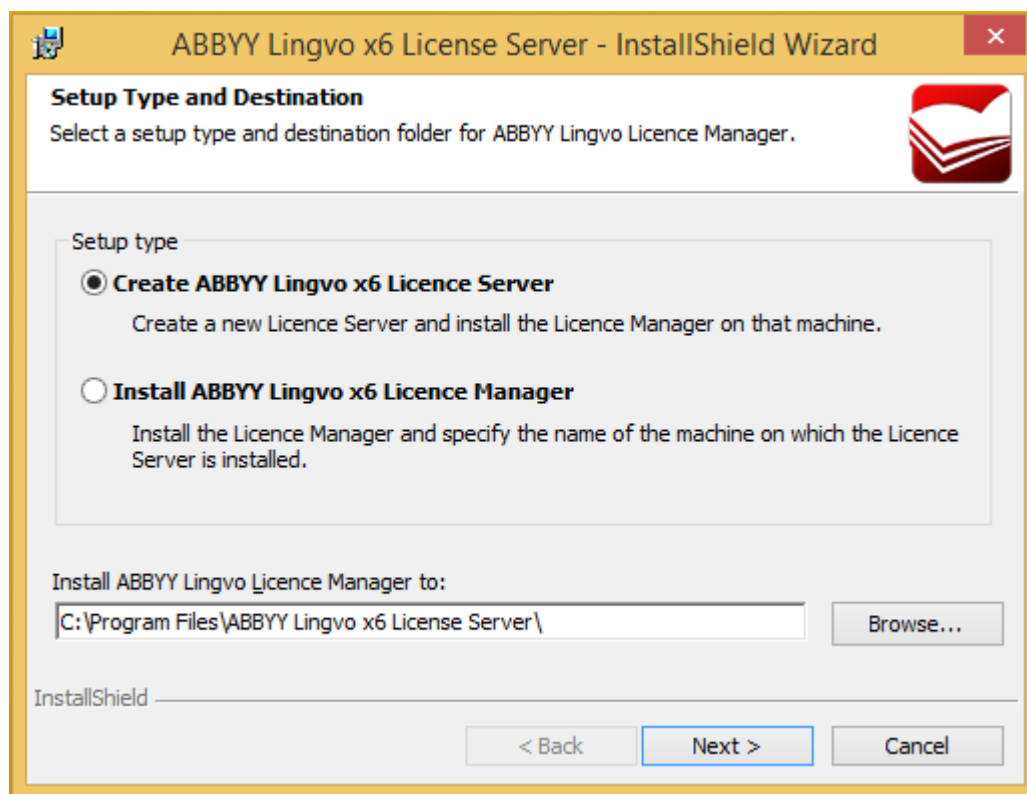 ABBYY Lingvo x6 License Server - InstallShield Wizard
Setup Type and Destination
Select a setup type and destination folder for ABBYY Lingvo Licence Manager.
Setup type
Create ABBYY Lingvo x6 Licence Server
Create a new Licence Server and install the Licence Manager on that machine.
Install ABBYY Lingvo x6 Licence Manager
Install the Licence Manager and specify the name of the machine on which the Licence
Server is installed.
Install ABBYY Lingvo Licence Manager to:
C:\Program Files\ABBYY Lingvo x6 License Server\
Browse...
InstallShield
< Back
Next >
Cancel